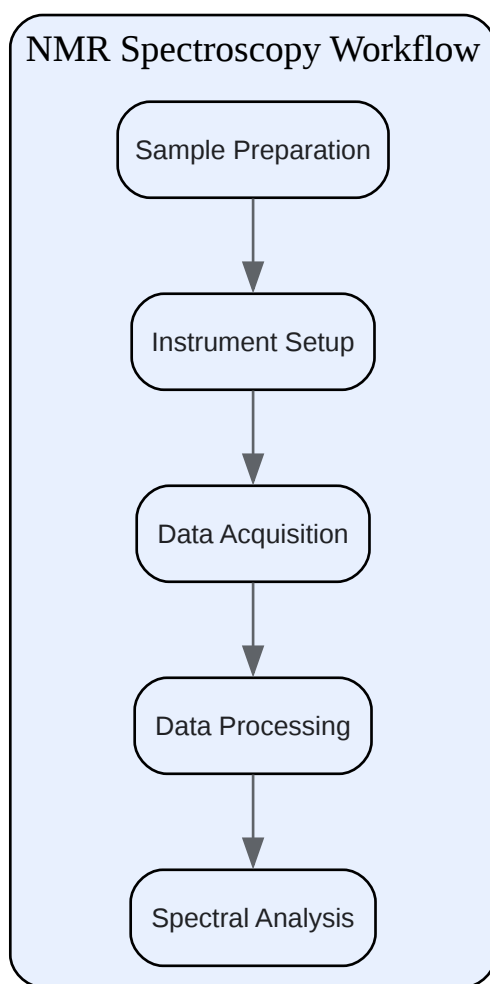 NMR Spectroscopy Workflow
Sample Preparation
Instrument Setup
Data Acquisition
Data Processing
Spectral Analysis